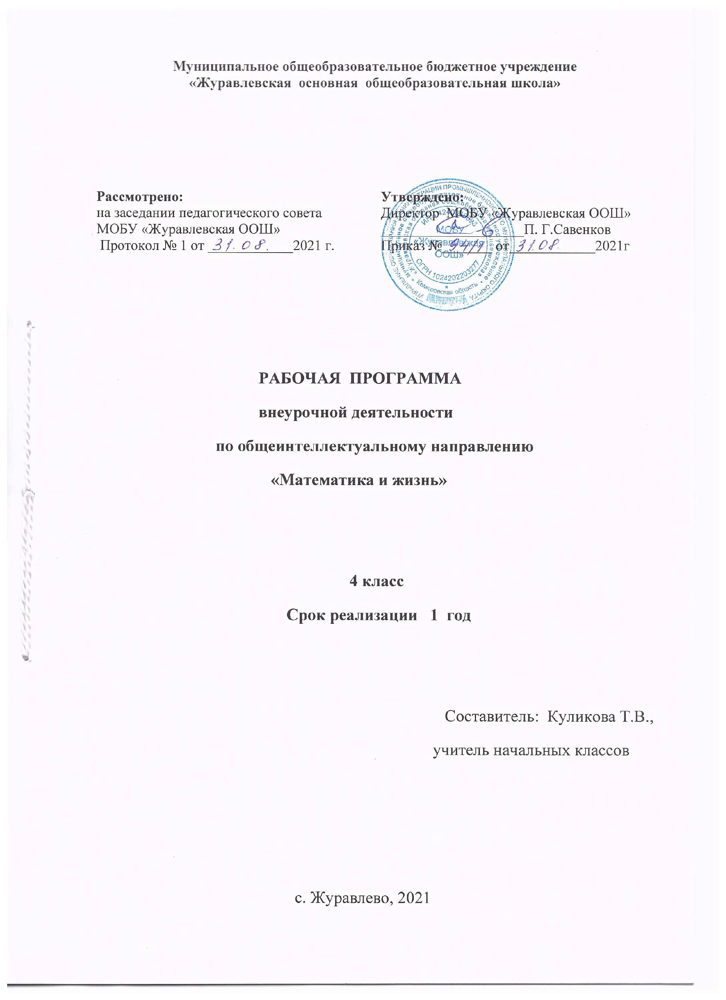 Муниципальное общеобразовательное бюджетное учреждение
«Журавлевская основная общеобразовательная школа»
Рассмотрено:
на заседании педагогического совета
МОБУ «Журавлевская ООШ»
Протокол № 1 от 31.08. 2021 г.
Утверждено:
Директор МОБУ «Журавлевская ООШ»
П. Г.Савенков
Приказ № 94/1 от 31.08. 2021г
МОБУ
«Журавлевская
ООШ»
ОГРН 1024202203277
Кемеровская область
РАБОЧАЯ ПРОГРАММА
внеурочной деятельности
по общеинтеллектуальному направлению
«Математика и жизнь»
4 класс
Срок реализации 1 год
Составитель: Куликова Т.В.,
учитель начальных классов
с. Журавлево, 2021